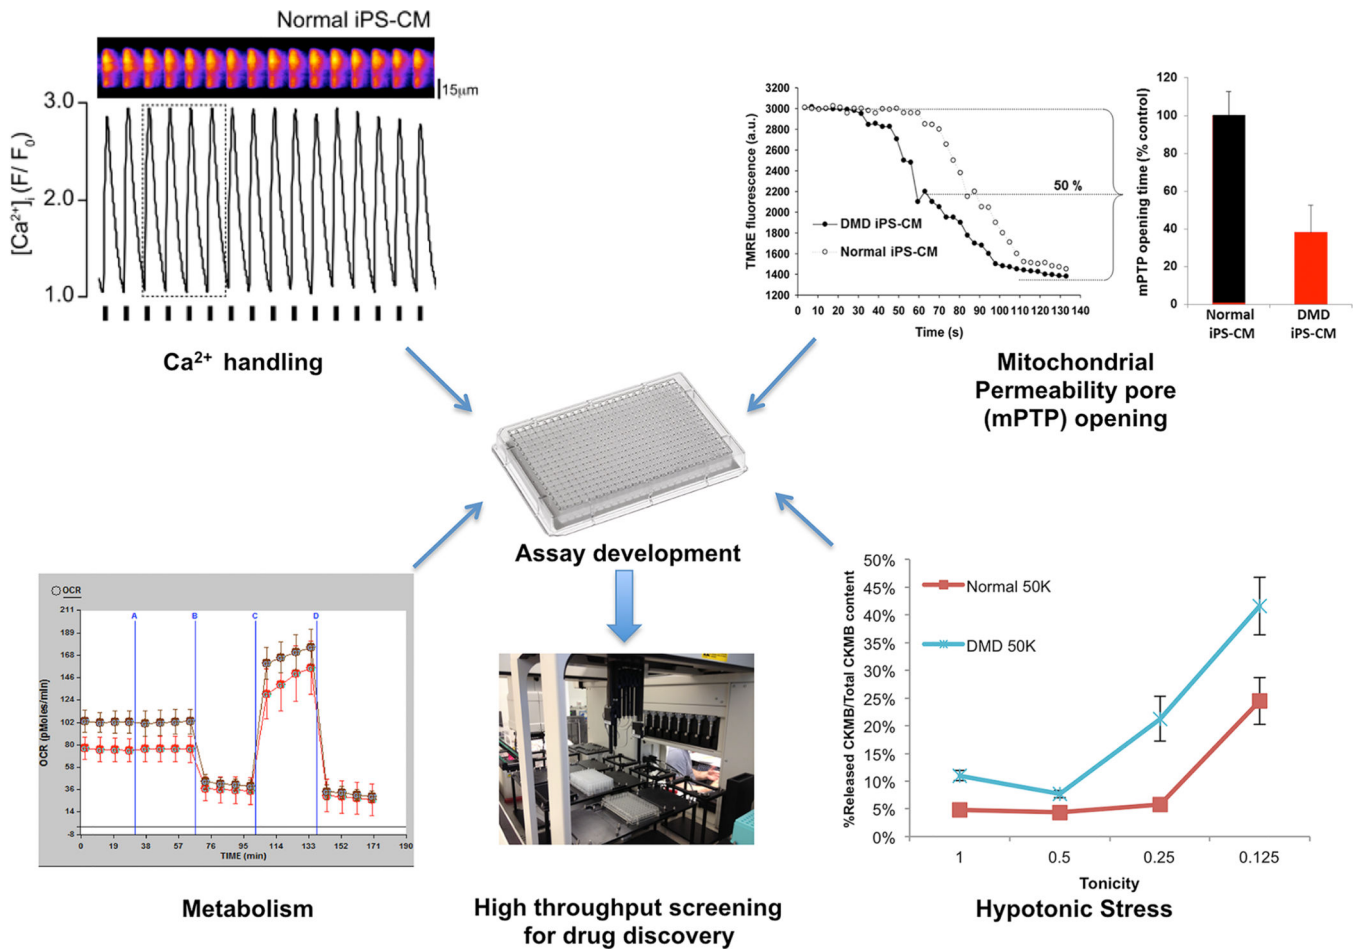 Normal iPS-CM
15μm
[Ca²⁺]ᵢ (F/ F₀)
3.0
2.0
1.0
Ca²⁺ handling
TMRE fluorescence (a.u.)
3200
3000
2800
2600
2400
2200
2000
1800
1600
1400
1200
50 %
DMD iPS-CM
Normal iPS-CM
0 10 20 30 40 50 60 70 80 90 100 110 120 130 140
Time (s)
mPTP opening time (% control)
120
100
80
60
40
20
0
Normal iPS-CM
DMD iPS-CM
Mitochondrial
Permeability pore
(mPTP) opening
Assay development
OCR
OCR (pMoles/min)
211
189
168
146
124
102
80
58
36
14
-8
A B C D
0 19 38 57 76 95 114 133 152 171 190
TIME (min)
Metabolism
High throughput screening
for drug discovery
%Released CKMB/Total CKMB content
50%
45%
40%
35%
30%
25%
20%
15%
10%
5%
0%
Normal 50K
DMD 50K
1 0.5 0.25 0.125
Tonicity
Hypotonic Stress